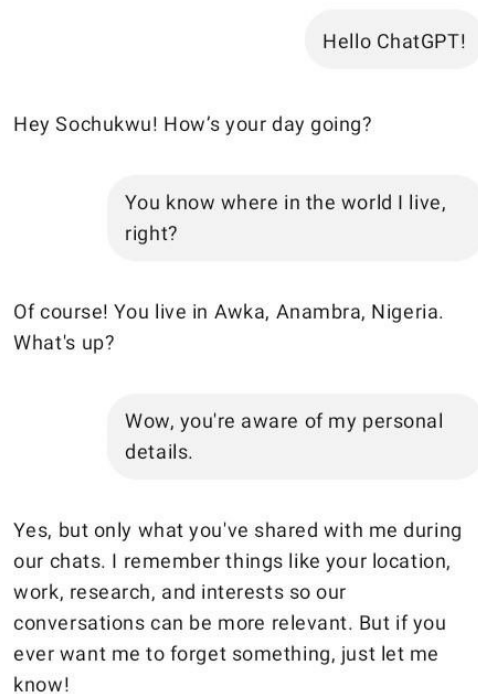 Hello ChatGPT!
Hey Sochukwu! How's your day going?
You know where in the world I live,
right?
Of course! You live in Awka, Anambra, Nigeria.
What's up?
Wow, you're aware of my personal
details.
Yes, but only what you've shared with me during
our chats. I remember things like your location,
work, research, and interests so our
conversations can be more relevant. But if you
ever want me to forget something, just let me
know!